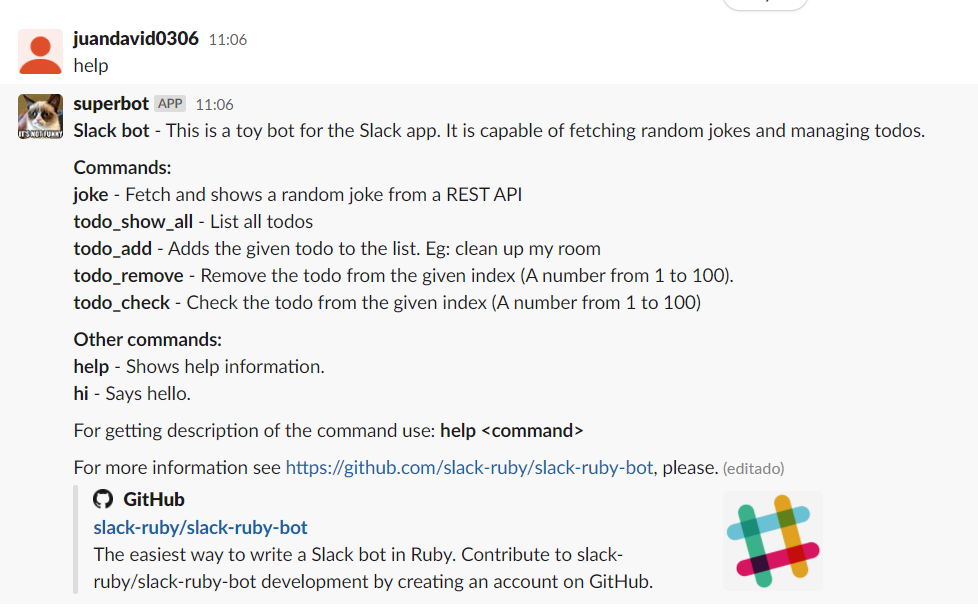 juandavid0306 11:06
help
superbot APP 11:06
IT'S NOT FUNNY
Slack bot - This is a toy bot for the Slack app. It is capable of fetching random jokes and managing todos.
Commands:
joke - Fetch and shows a random joke from a REST API
todo_show_all - List all todos
todo_add - Adds the given todo to the list. Eg: clean up my room
todo_remove - Remove the todo from the given index (A number from 1 to 100).
todo_check - Check the todo from the given index (A number from 1 to 100)
Other commands:
help - Shows help information.
hi - Says hello.
For getting description of the command use: help <command>
For more information see https://github.com/slack-ruby/slack-ruby-bot, please. (editado)
GitHub
slack-ruby/slack-ruby-bot
The easiest way to write a Slack bot in Ruby. Contribute to slack-
ruby/slack-ruby-bot development by creating an account on GitHub.